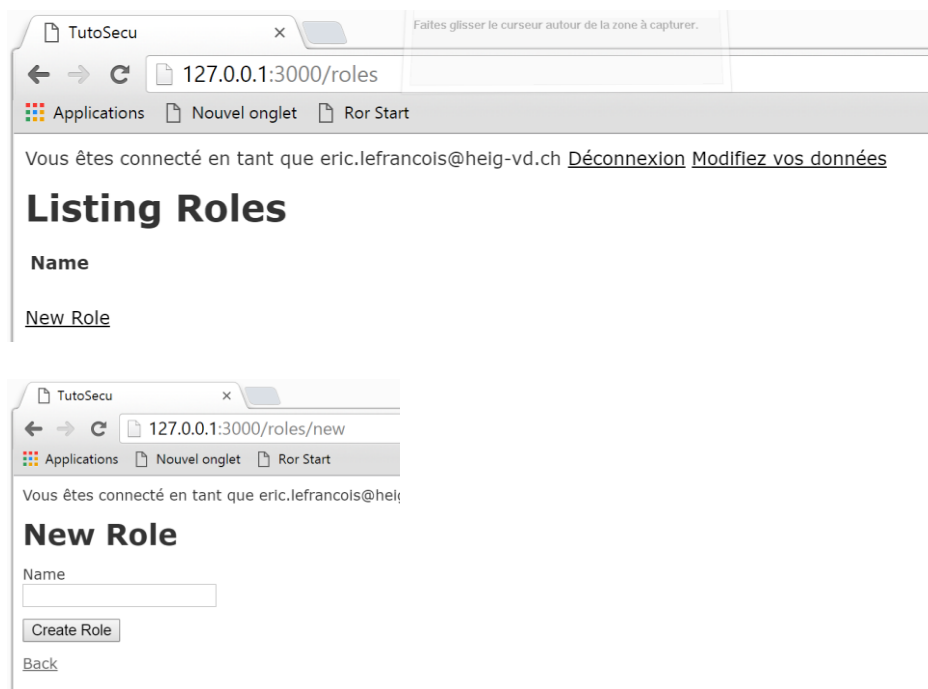 TutoSecu
Faites glisser le curseur autour de la zone à capturer.
127.0.0.1:3000/roles
Applications Nouvel onglet Ror Start
Vous êtes connecté en tant que eric.lefrancois@heig-vd.ch Déconnexion Modifiez vos données
Listing Roles
Name
New Role
TutoSecu
127.0.0.1:3000/roles/new
Applications Nouvel onglet Ror Start
Vous êtes connecté en tant que eric.lefrancois@heig
New Role
Name
Create Role
Back